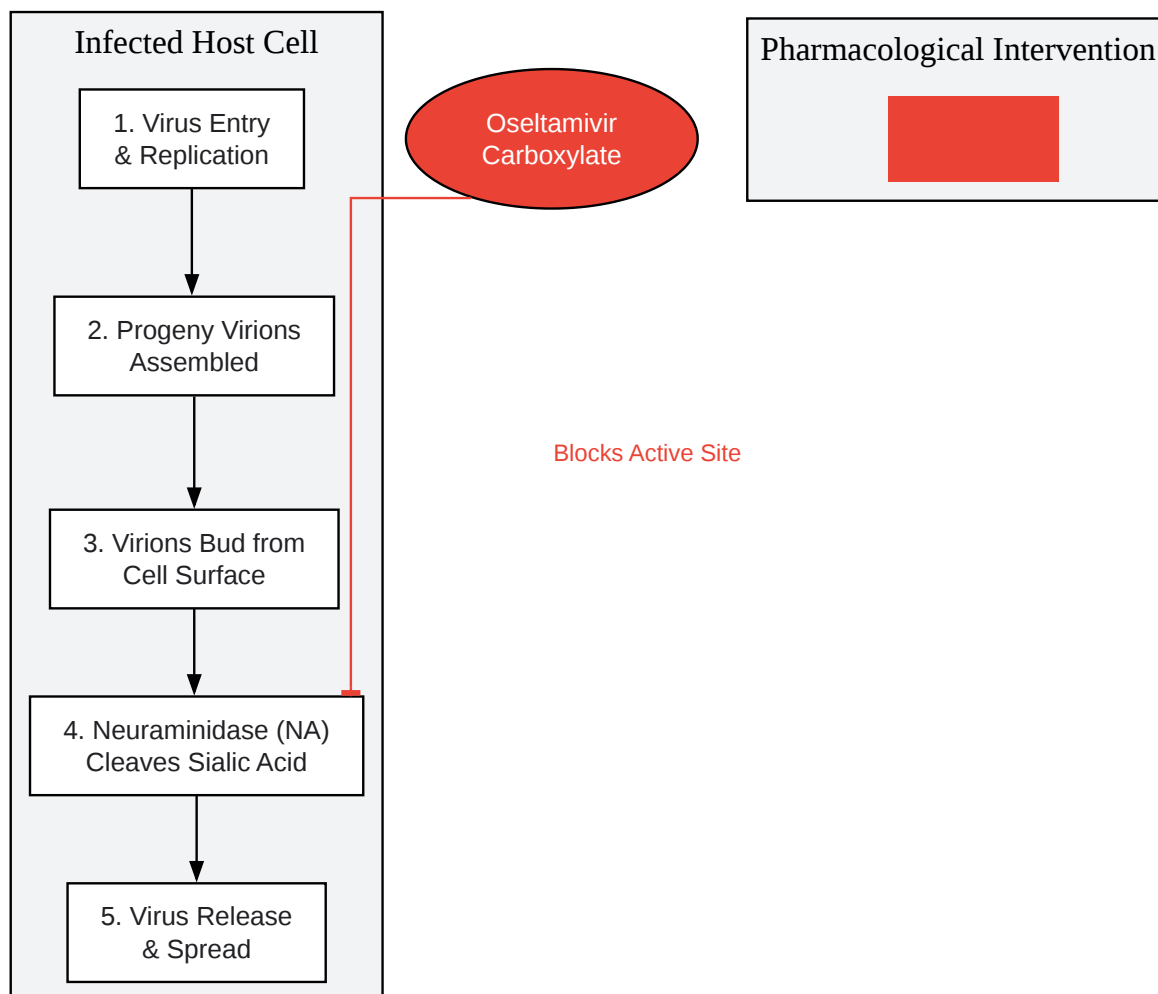 Infected Host Cell
1. Virus Entry
& Replication
2. Progeny Virions
Assembled
3. Virions Bud from
Cell Surface
4. Neuraminidase (NA)
Cleaves Sialic Acid
5. Virus Release
& Spread
Oseltamivir
Carboxylate
Blocks Active Site
Pharmacological Intervention